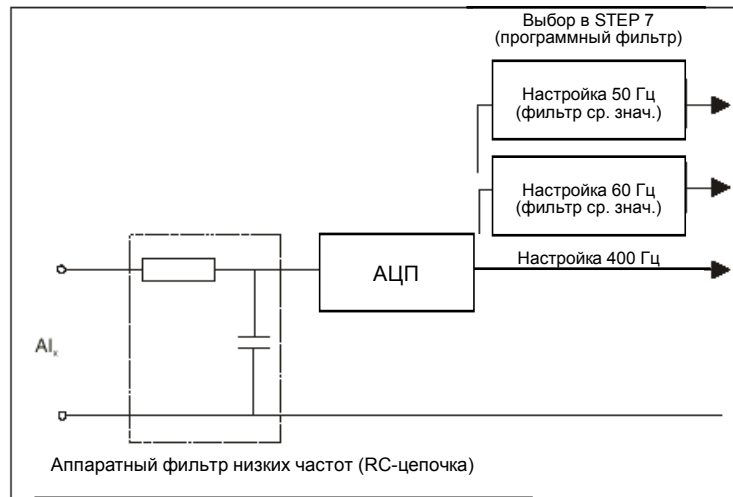 Выбор в STEP 7
(программный фильтр)
Настройка 50 Гц
(фильтр ср. знач.)
Настройка 60 Гц
(фильтр ср. знач.)
Настройка 400 Гц
АЦП
AIx
Аппаратный фильтр низких частот (RC-цепочка)